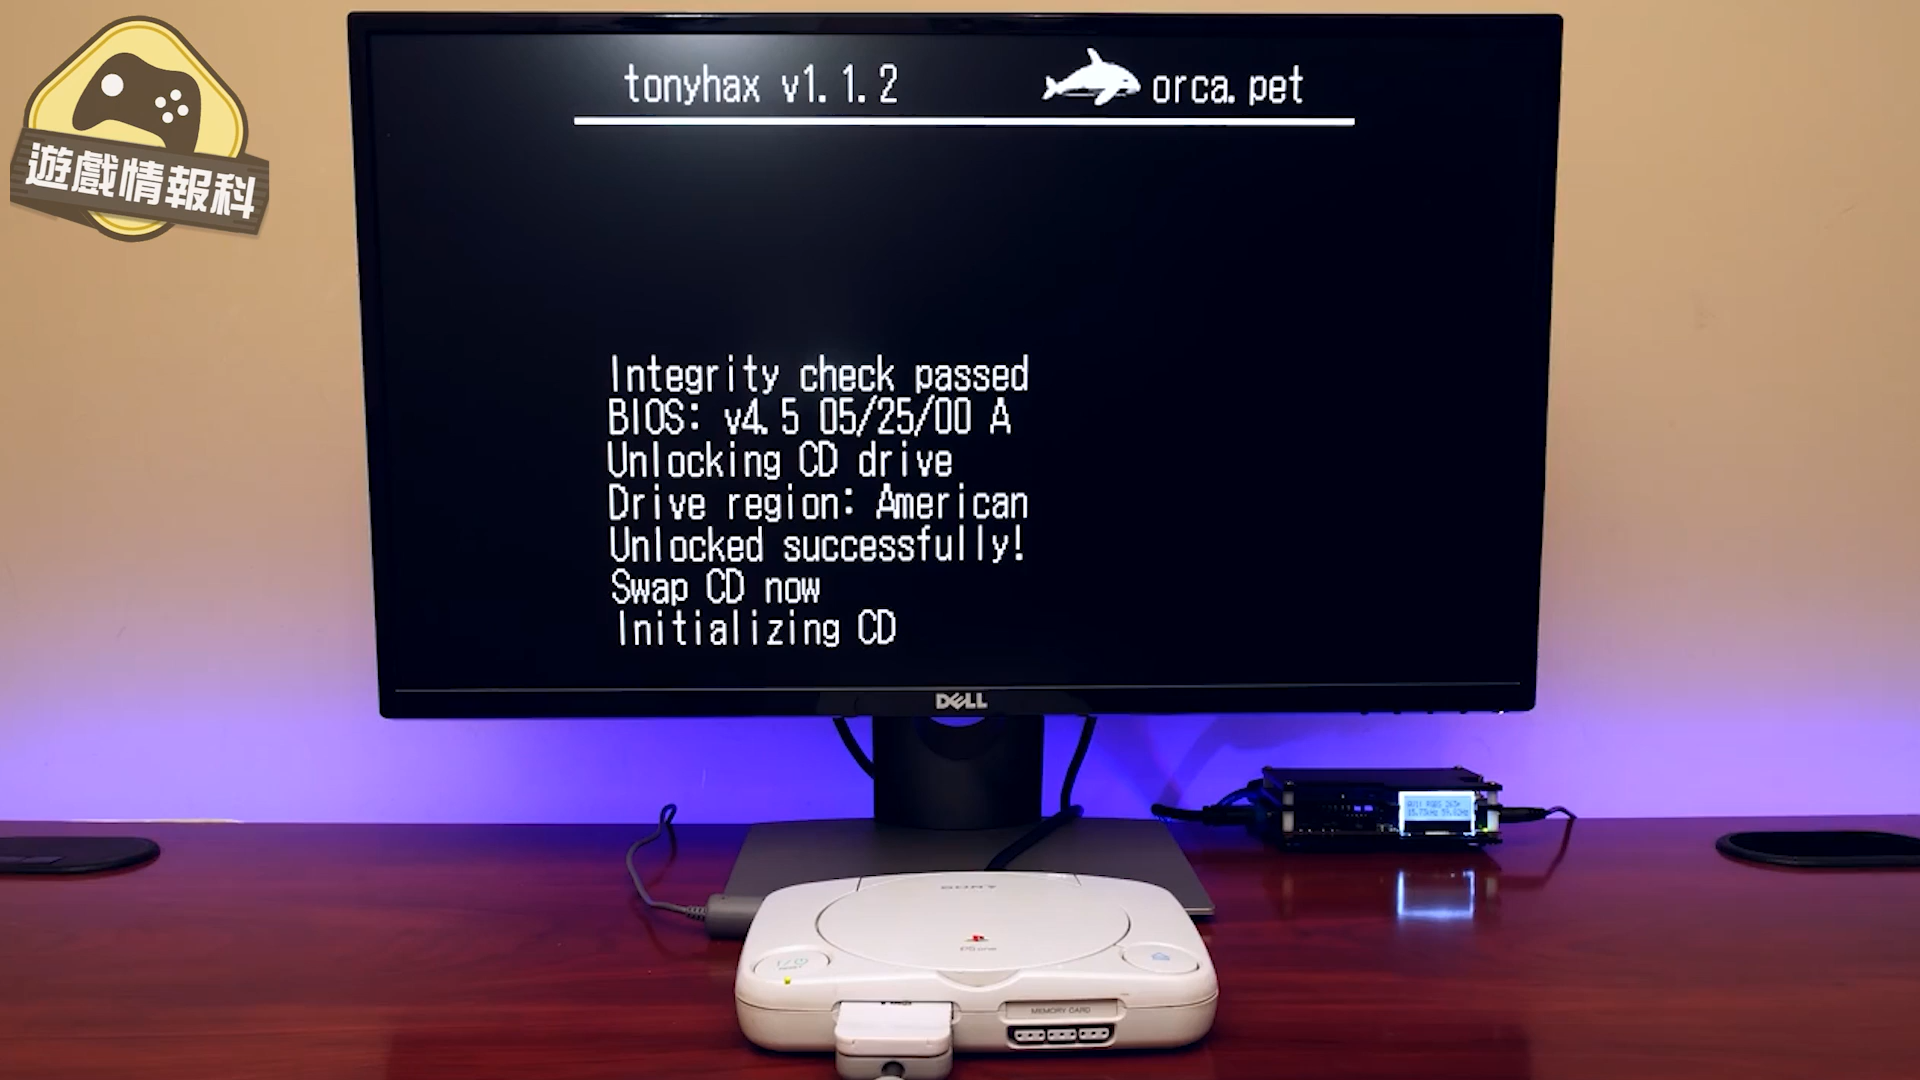 遊戲情報科
tonyhax v1.1.2
orca.pet
Integrity check passed
BIOS: v4.5 05/25/00 A
Unlocking CD drive
Drive region: American
Unlocked successfully!
Swap CD now
Initializing CD
DELL
SONY
PS one
MEMORY CARD